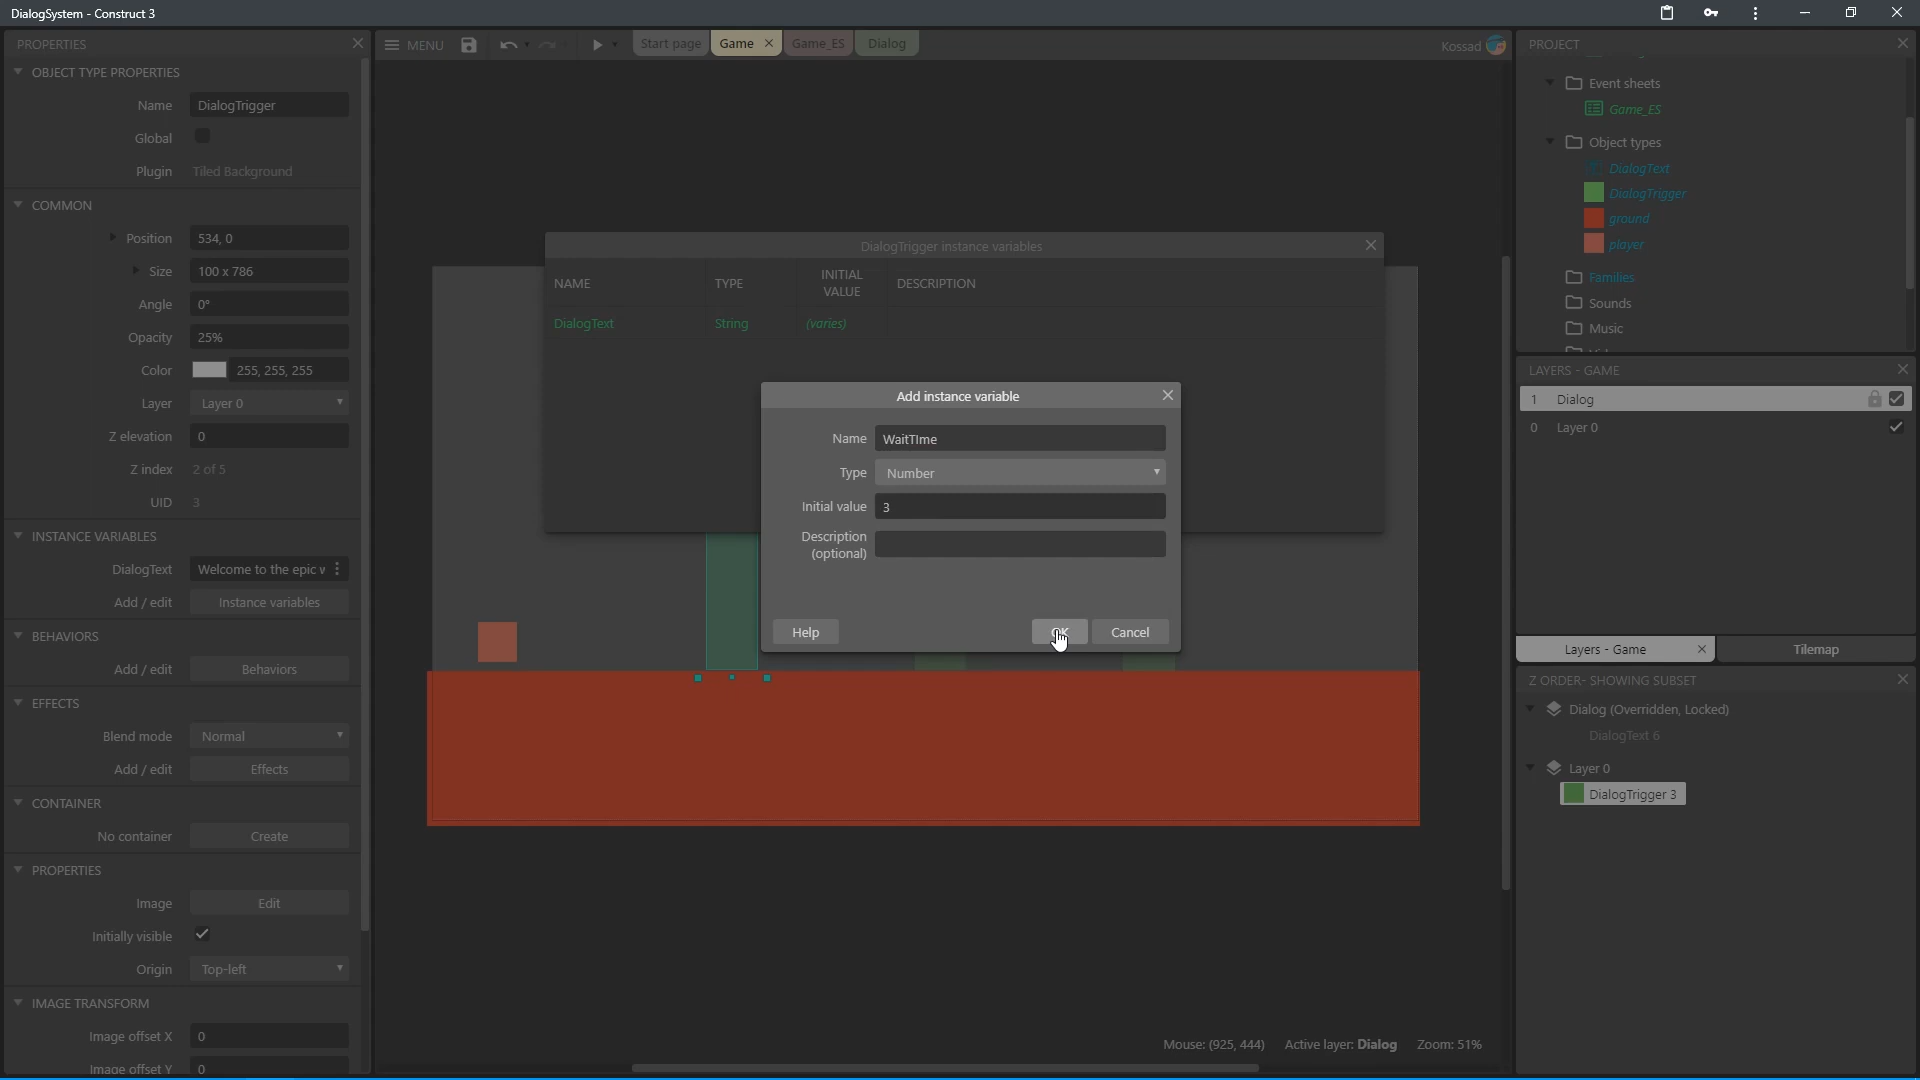 DialogSystem - Construct 3
PROPERTIES
OBJECT TYPE PROPERTIES
Name DialogTrigger
Global
Plugin Tiled Background
COMMON
Position 534, 0
Size 100 x 786
Angle 0°
Opacity 25%
Color 255, 255, 255
Layer Layer 0
Z elevation 0
Z index 2 of 5
UID 3
INSTANCE VARIABLES
DialogText Welcome to the epic v
Add / edit Instance variables
BEHAVIORS
Add / edit Behaviors
EFFECTS
Blend mode Normal
Add / edit Effects
CONTAINER
No container Create
PROPERTIES
Image Edit
Initially visible
Origin Top-left
IMAGE TRANSFORM
Image offset X 0
Image offset Y 0
MENU
Start page Game Game_ES Dialog
Kossad
DialogTrigger instance variables
NAME TYPE INITIAL VALUE DESCRIPTION
DialogText String (varies)
Add instance variable
Name WaitTIme
Type Number
Initial value 3
Description (optional)
Help OK Cancel
Mouse: (925, 444) Active layer: Dialog Zoom: 51%
PROJECT
Event sheets
Game_ES
Object types
DialogText
DialogTrigger
ground
player
Families
Sounds
Music
LAYERS - GAME
1 Dialog
0 Layer 0
Layers - Game Tilemap
Z ORDER- SHOWING SUBSET
Dialog (Overridden, Locked)
DialogText 6
Layer 0
DialogTrigger 3